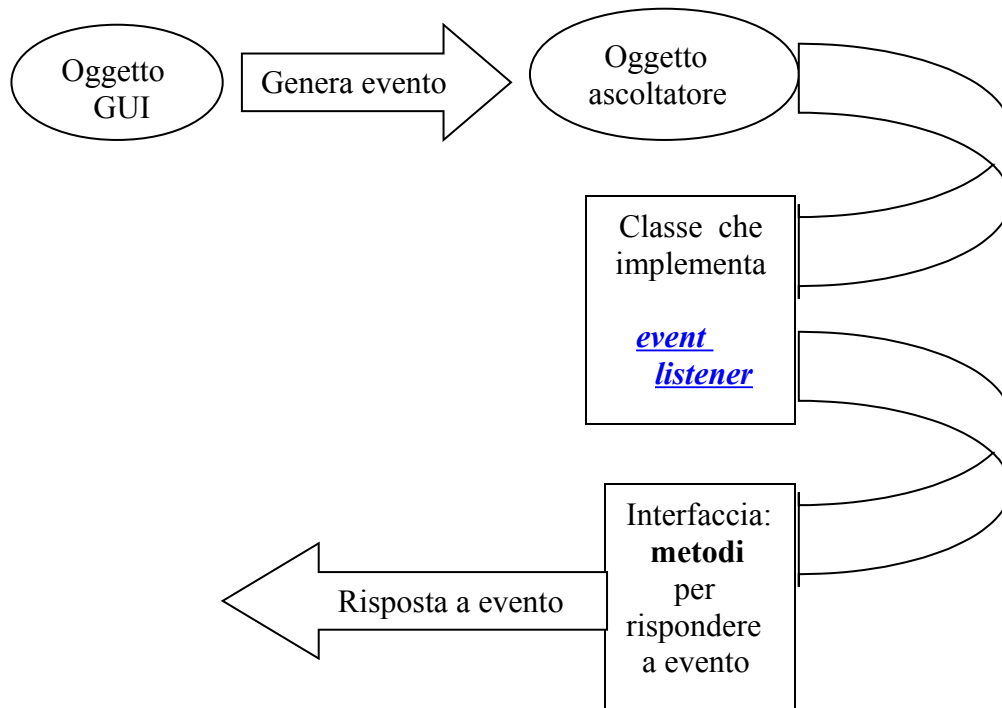 Oggetto
GUI
Genera evento
Oggetto
ascoltatore
Classe che
implementa
event
listener
Interfaccia:
metodi
per
rispondere
a evento
Risposta a evento